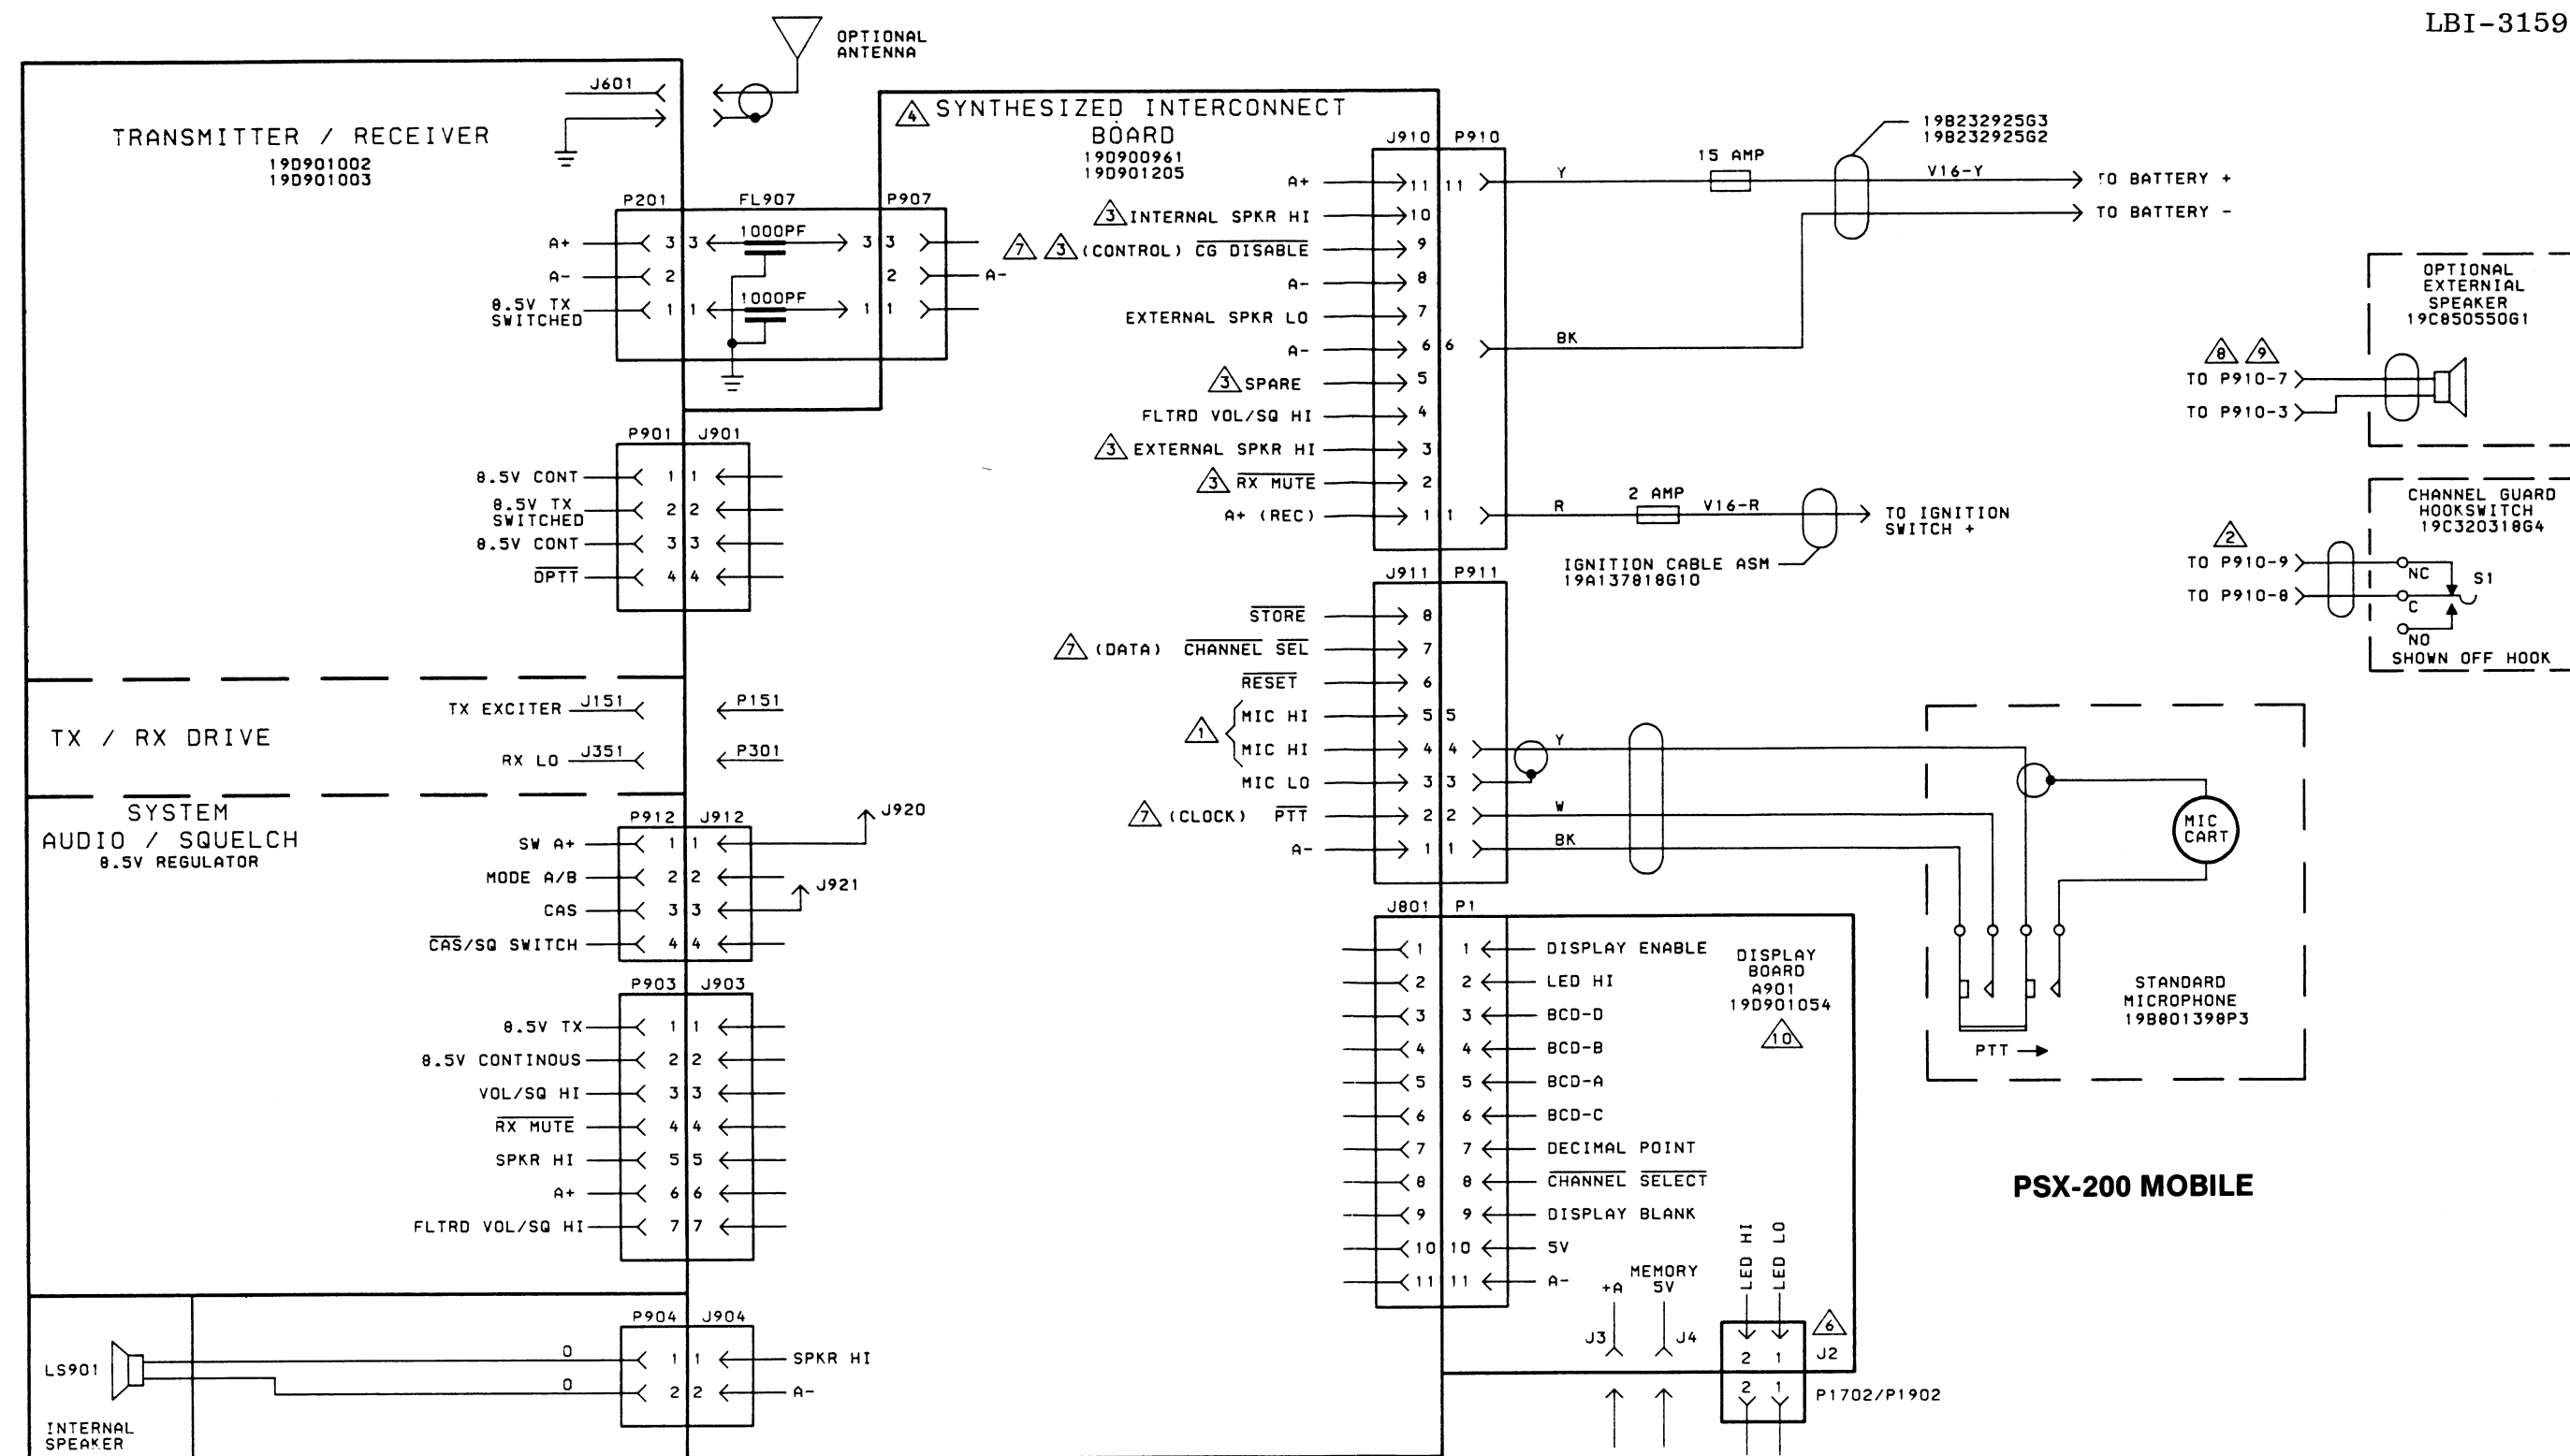 LBI-3159
OPTIONAL
ANTENNA
J601
TRANSMITTER / RECEIVER
19D901002
19D901003
P201 FL907 P907
A+ 3 3 1000PF 3 3
A- 2 2 A-
8.5V TX
SWITCHED 1 1 1000PF 1 1
P901 J901
8.5V CONT 1 1
8.5V TX
SWITCHED 2 2
8.5V CONT 3 3
DPTT 4 4
TX / RX DRIVE
TX EXCITER J151 P151
RX LO J351 P301
SYSTEM
AUDIO / SQUELCH
8.5V REGULATOR
P912 J912
SW A+ 1 1 J920
MODE A/B 2 2
CAS 3 3 J921
CAS/SQ SWITCH 4 4
P903 J903
8.5V TX 1 1
8.5V CONTINOUS 2 2
VOL/SQ HI 3 3
RX MUTE 4 4
SPKR HI 5 5
A+ 6 6
FLTRD VOL/SQ HI 7 7
P904 J904
LS901 O 1 1 SPKR HI
O 2 2 A-
INTERNAL
SPEAKER
4 SYNTHESIZED INTERCONNECT
BOARD
19D900961
19D901205
J910 P910
A+ 11 11 Y 15 AMP V16-Y TO BATTERY +
19B232925G3
19B232925G2
TO BATTERY -
3 INTERNAL SPKR HI 10
7 3 (CONTROL) CG DISABLE 9
A- 8
EXTERNAL SPKR LO 7
A- 6 6 BK
3 SPARE 5
FLTRD VOL/SQ HI 4
3 EXTERNAL SPKR HI 3
3 RX MUTE 2
A+ (REC) 1 1 R 2 AMP V16-R TO IGNITION
SWITCH +
IGNITION CABLE ASM
19A137818G10
J911 P911
STORE 8
7 (DATA) CHANNEL SEL 7
RESET 6
1 MIC HI 5 5
MIC HI 4 4 Y
MIC LO 3 3
7 (CLOCK) PTT 2 2 W
A- 1 1 BK
J801 P1
1 1 DISPLAY ENABLE
2 2 LED HI
3 3 BCD-D
4 4 BCD-B
5 5 BCD-A
6 6 BCD-C
7 7 DECIMAL POINT
8 8 CHANNEL SELECT
9 9 DISPLAY BLANK
10 10 5V
11 11 A-
DISPLAY
BOARD
A901
19D901054
10
+A
MEMORY
5V
LED HI
LED LO
J3 J4
6
2 1 J2
2 1 P1702/P1902
OPTIONAL
EXTERNIAL
SPEAKER
19C850550G1
8 9
TO P910-7
TO P910-3
CHANNEL GUARD
HOOKSWITCH
19C320318G4
2
TO P910-9 NC S1
TO P910-8 C
NO
SHOWN OFF HOOK
MIC
CART
STANDARD
MICROPHONE
19B801398P3
PTT
PSX-200 MOBILE